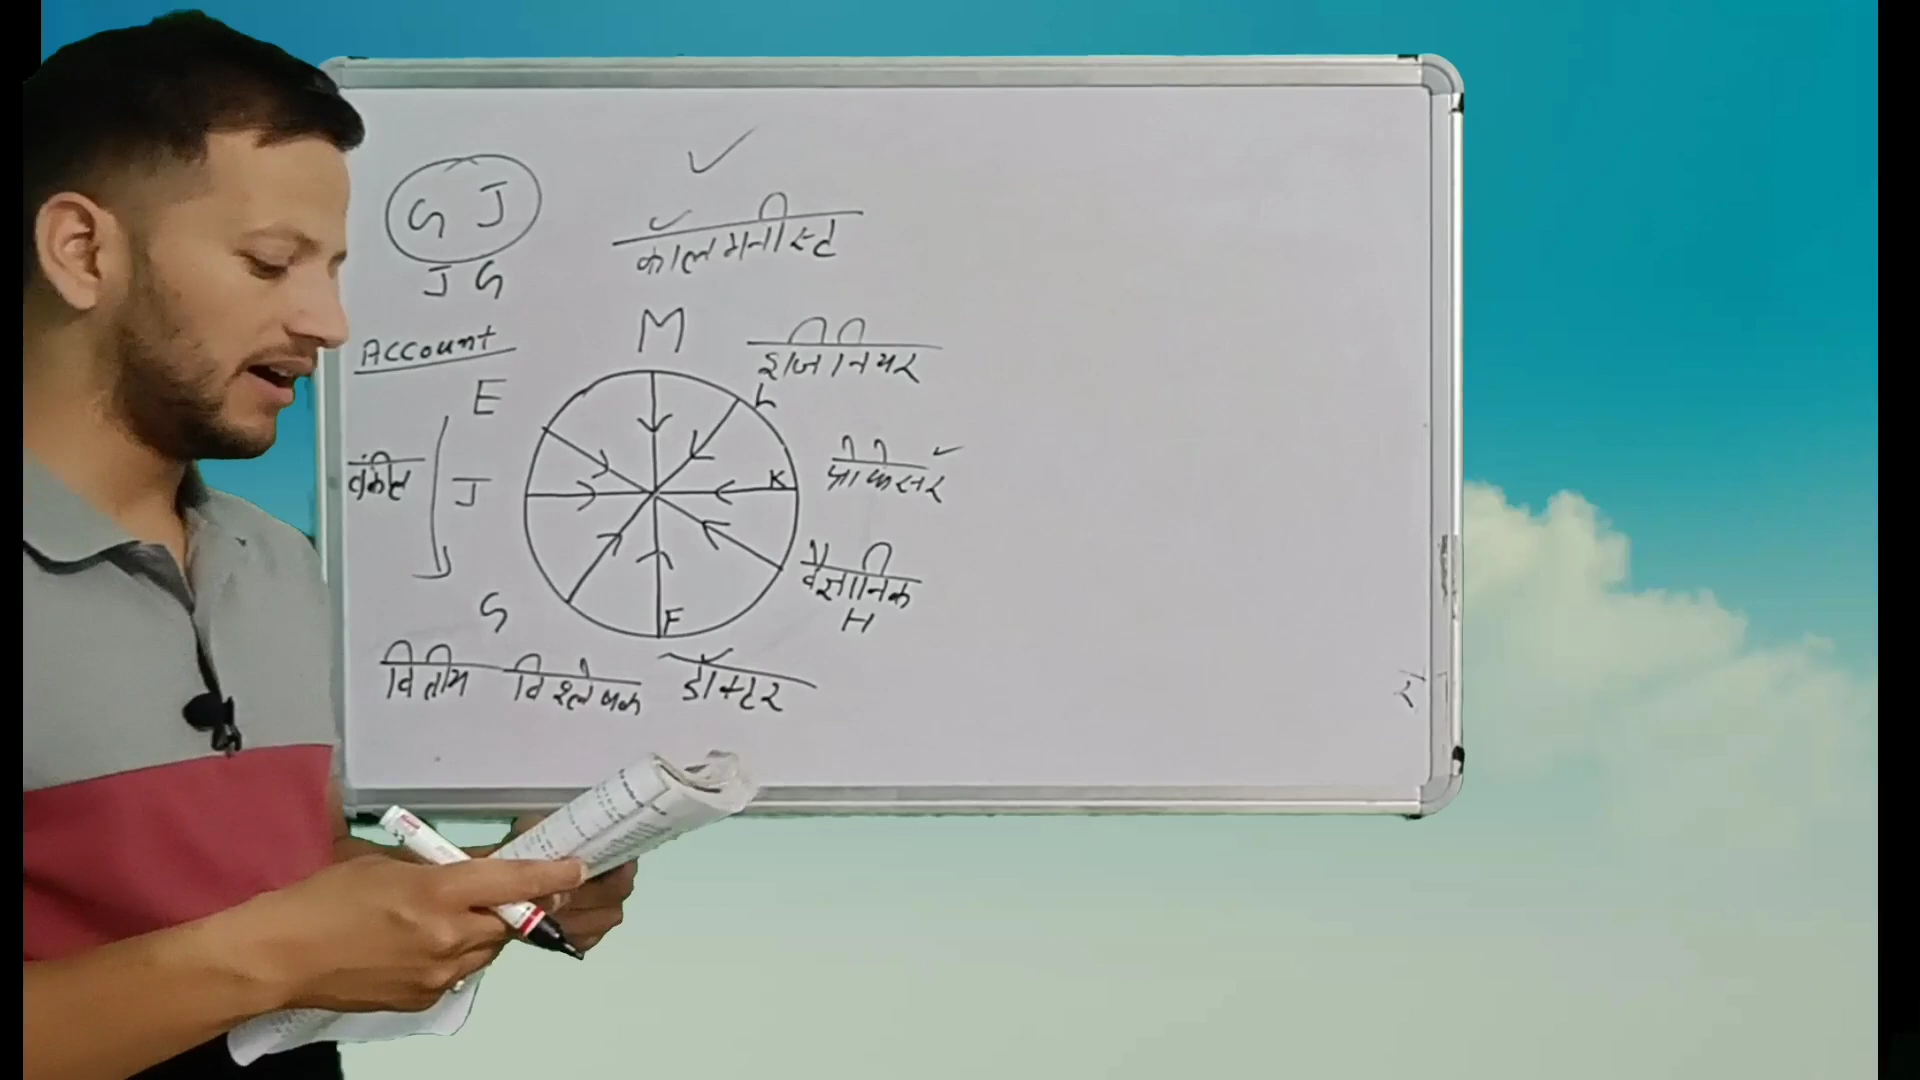 G J
J G
कालमनीस्ट
Account
M
इंजिनियर
E
L
वकील
J
K
प्रोफेसर
वैज्ञानिक
H
G
F
वितीय विश्लेषक डॉक्टर